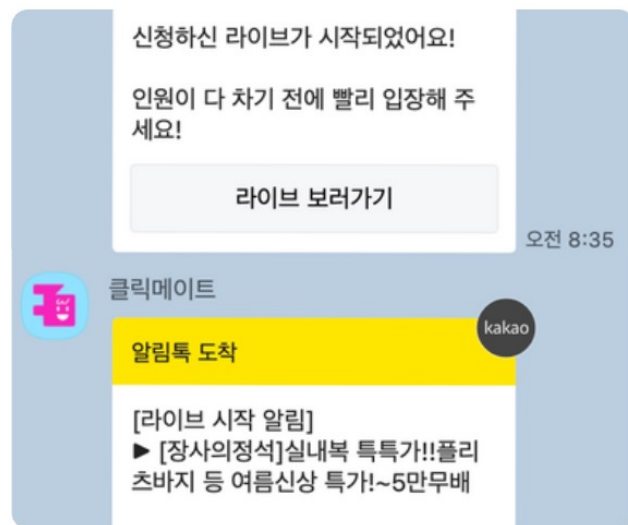 신청하신 라이브가 시작되었어요!
인원이 다 차기 전에 빨리 입장해 주
세요!
라이브 보러가기
오전 8:35
클릭메이트
kakao
알림톡 도착
[라이브 시작 알림]
▶ [장사의정석]실내복 특특가!!플리
츠바지 등 여름신상 특가!~5만무배